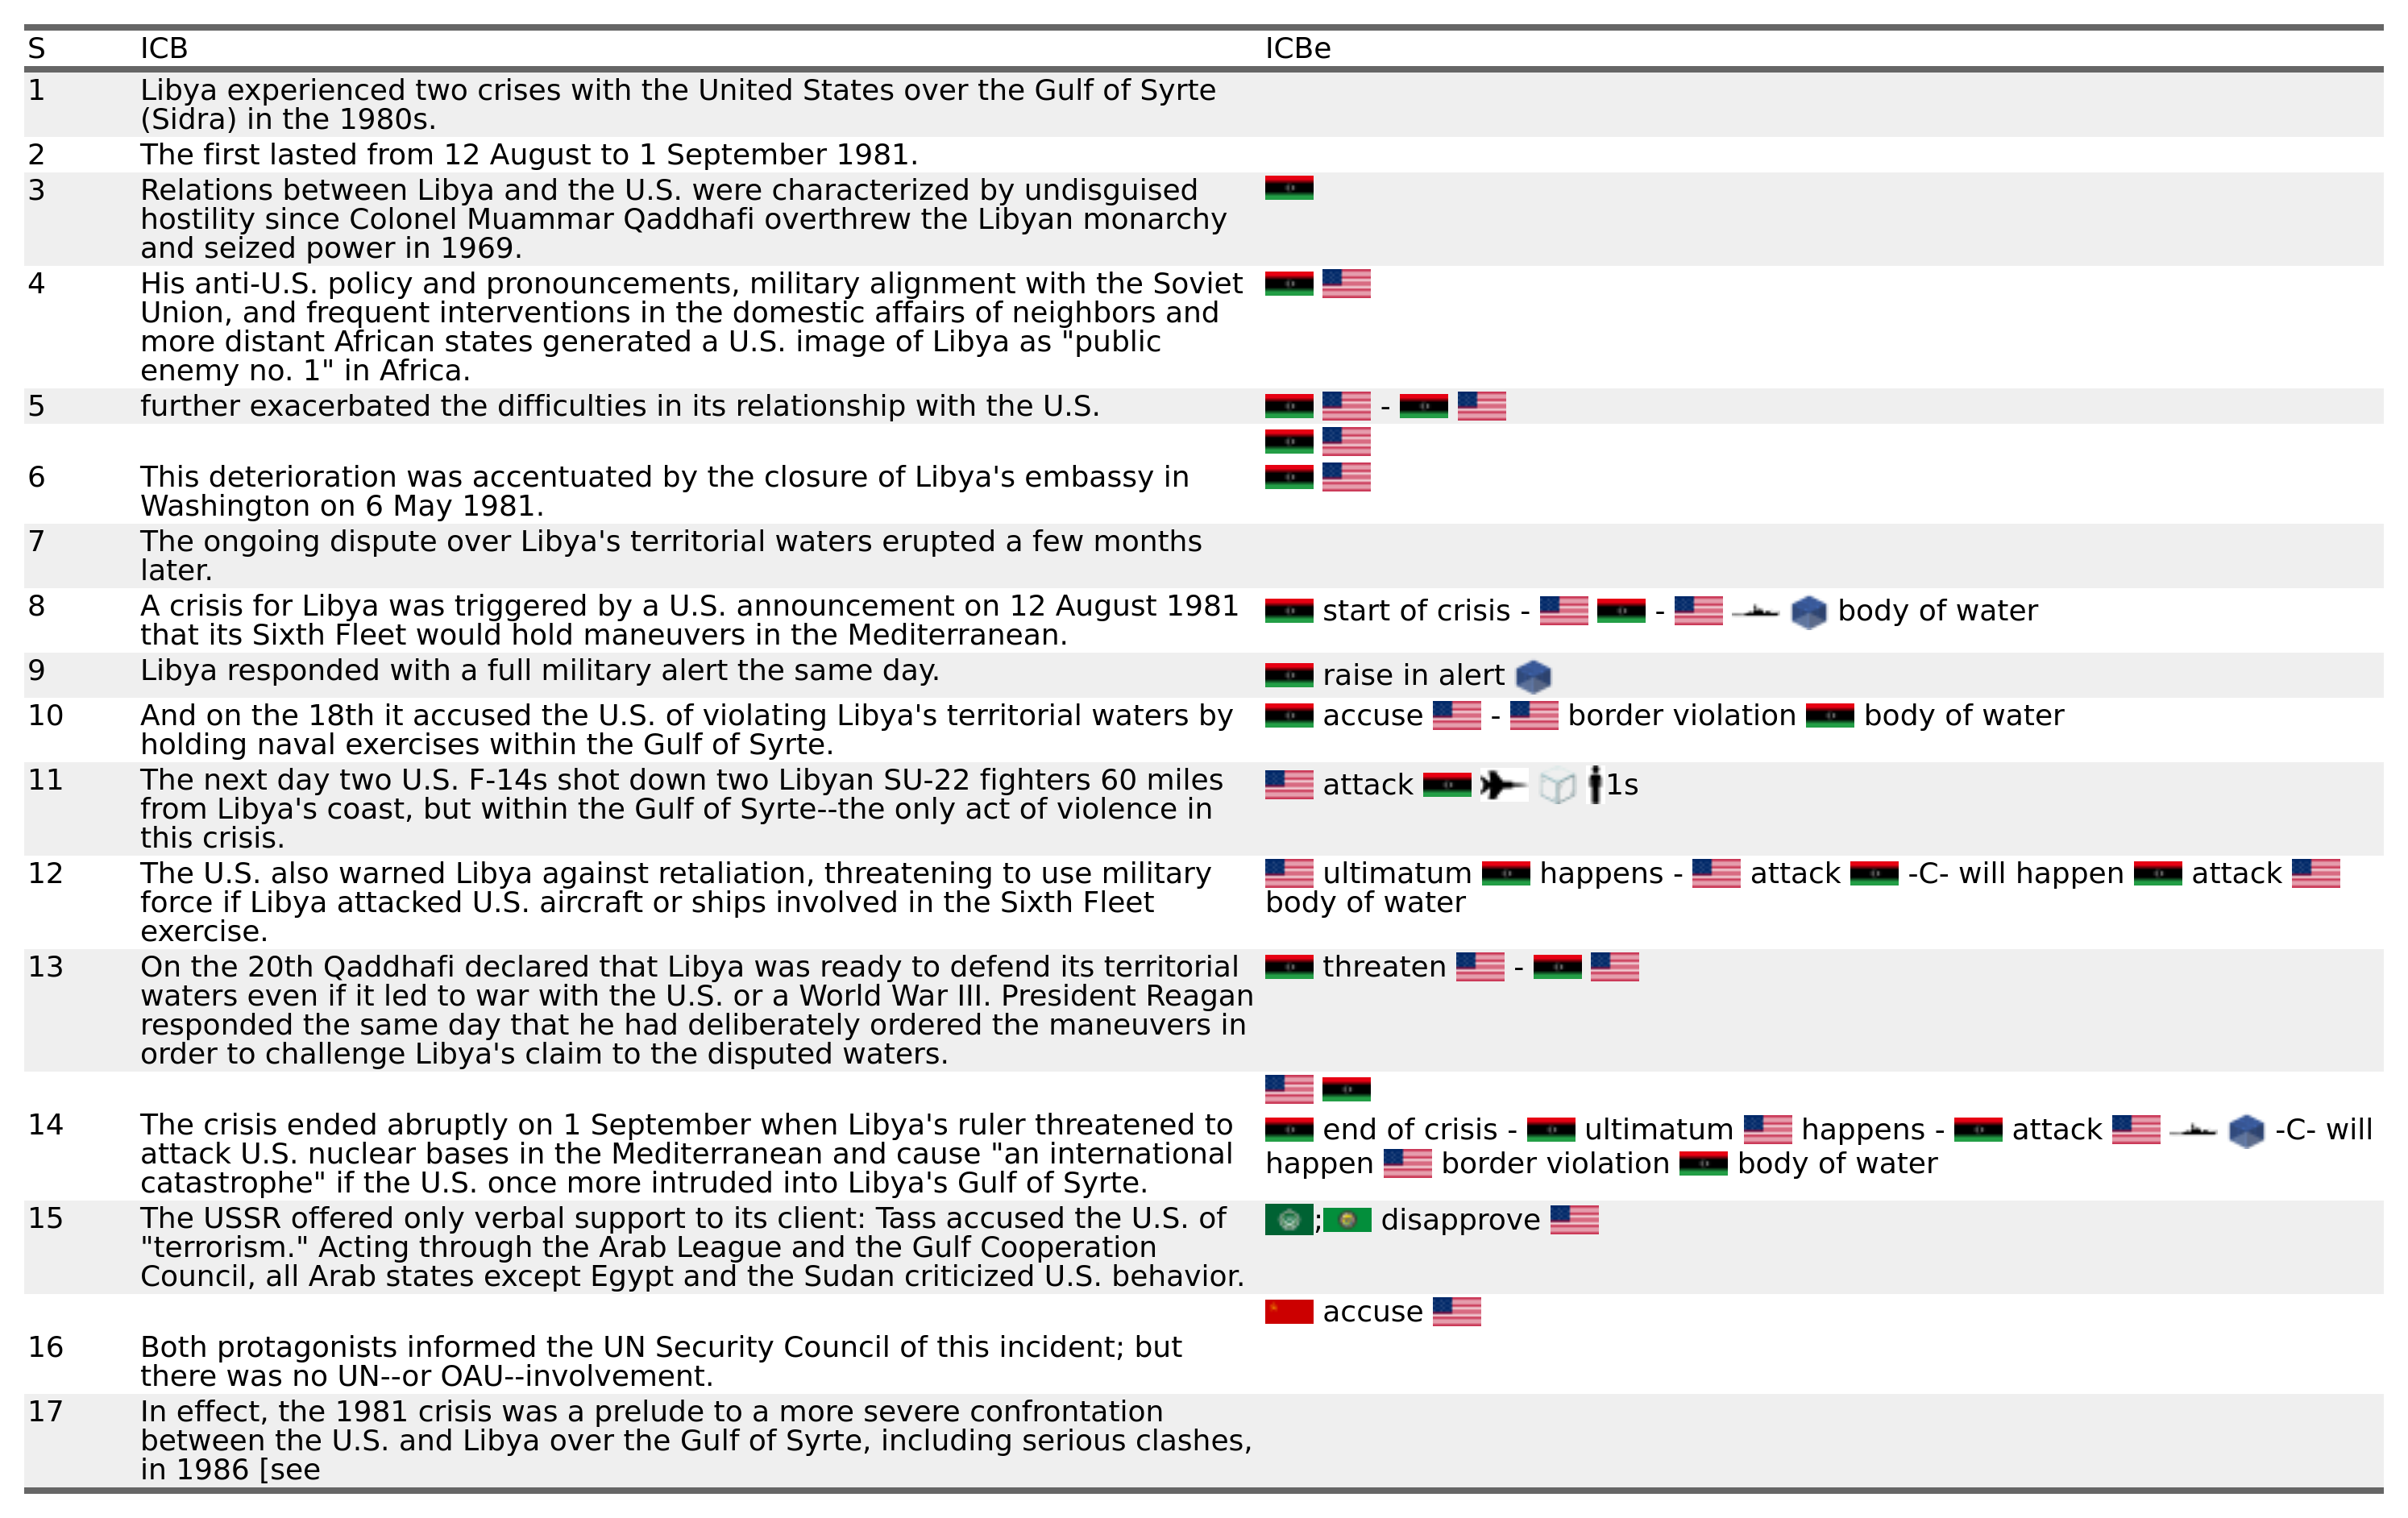 S ICB ICBe
1 Libya experienced two crises with the United States over the Gulf of Syrte
(Sidra) in the 1980s.
2 The first lasted from 12 August to 1 September 1981.
3 Relations between Libya and the U.S. were characterized by undisguised
hostility since Colonel Muammar Qaddhafi overthrew the Libyan monarchy
and seized power in 1969.
4 His anti-U.S. policy and pronouncements, military alignment with the Soviet
Union, and frequent interventions in the domestic affairs of neighbors and
more distant African states generated a U.S. image of Libya as "public
enemy no. 1" in Africa.
5 further exacerbated the difficulties in its relationship with the U.S. -
6 This deterioration was accentuated by the closure of Libya's embassy in
Washington on 6 May 1981.
7 The ongoing dispute over Libya's territorial waters erupted a few months
later.
8 A crisis for Libya was triggered by a U.S. announcement on 12 August 1981 start of crisis - - body of water
that its Sixth Fleet would hold maneuvers in the Mediterranean.
9 Libya responded with a full military alert the same day. raise in alert
10 And on the 18th it accused the U.S. of violating Libya's territorial waters by accuse - border violation body of water
holding naval exercises within the Gulf of Syrte.
11 The next day two U.S. F-14s shot down two Libyan SU-22 fighters 60 miles attack 1s
from Libya's coast, but within the Gulf of Syrte--the only act of violence in
this crisis.
12 The U.S. also warned Libya against retaliation, threatening to use military ultimatum happens - attack -C- will happen attack
force if Libya attacked U.S. aircraft or ships involved in the Sixth Fleet body of water
exercise.
13 On the 20th Qaddhafi declared that Libya was ready to defend its territorial threaten -
waters even if it led to war with the U.S. or a World War III. President Reagan
responded the same day that he had deliberately ordered the maneuvers in
order to challenge Libya's claim to the disputed waters.
14 The crisis ended abruptly on 1 September when Libya's ruler threatened to end of crisis - ultimatum happens - attack -C- will
attack U.S. nuclear bases in the Mediterranean and cause "an international happen border violation body of water
catastrophe" if the U.S. once more intruded into Libya's Gulf of Syrte.
15 The USSR offered only verbal support to its client: Tass accused the U.S. of ; disapprove
"terrorism." Acting through the Arab League and the Gulf Cooperation
Council, all Arab states except Egypt and the Sudan criticized U.S. behavior.
accuse
16 Both protagonists informed the UN Security Council of this incident; but
there was no UN--or OAU--involvement.
17 In effect, the 1981 crisis was a prelude to a more severe confrontation
between the U.S. and Libya over the Gulf of Syrte, including serious clashes,
in 1986 [see